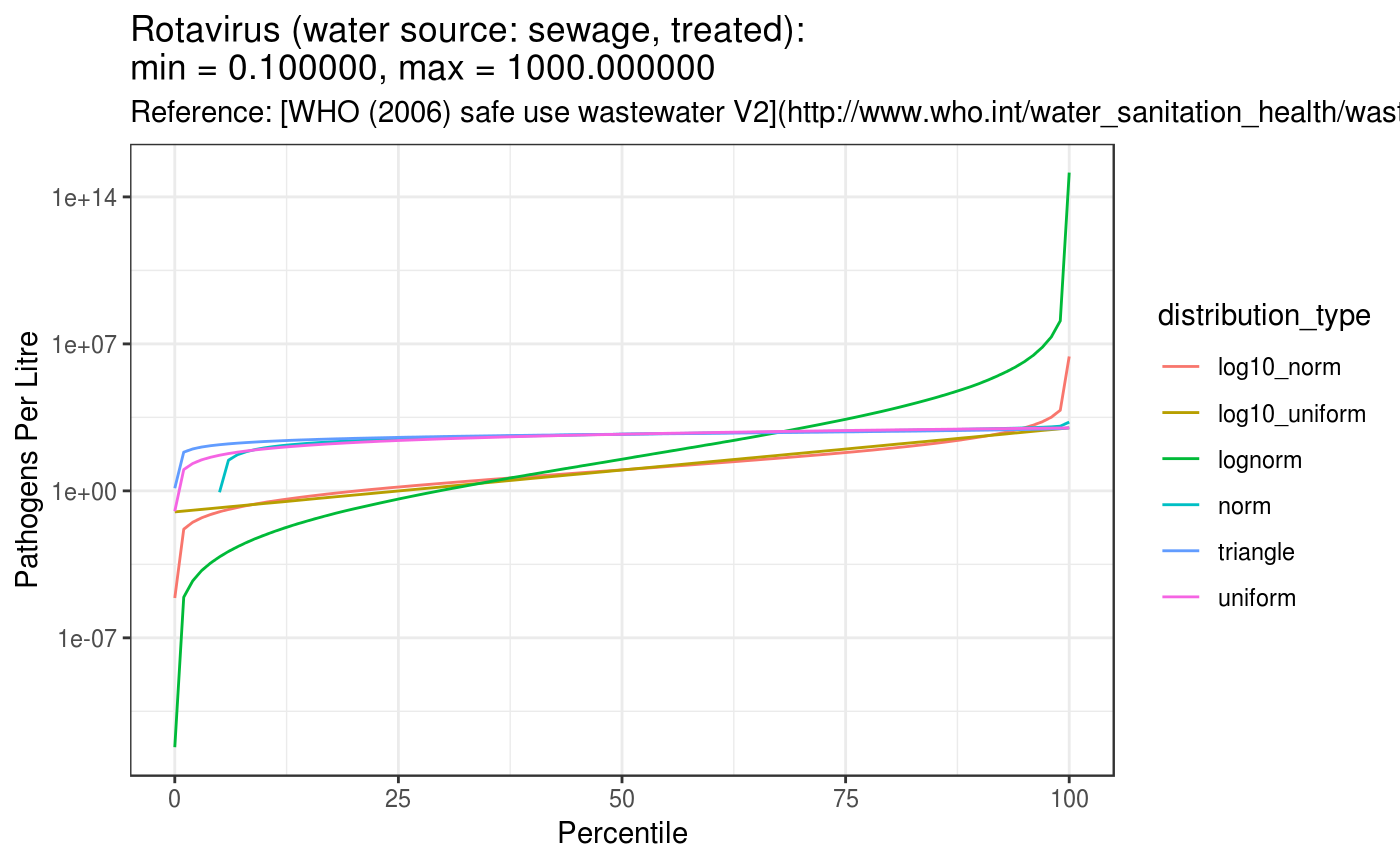 Rotavirus (water source: sewage, treated):
min = 0.100000, max = 1000.000000
Reference: [WHO (2006) safe use wastewater V2](http://www.who.int/water_sanitation_health/wast
1e+14
1e+07
1e+00
1e-07
Pathogens Per Litre
0 25 50 75 100
Percentile
distribution_type
log10_norm
log10_uniform
lognorm
norm
triangle
uniform